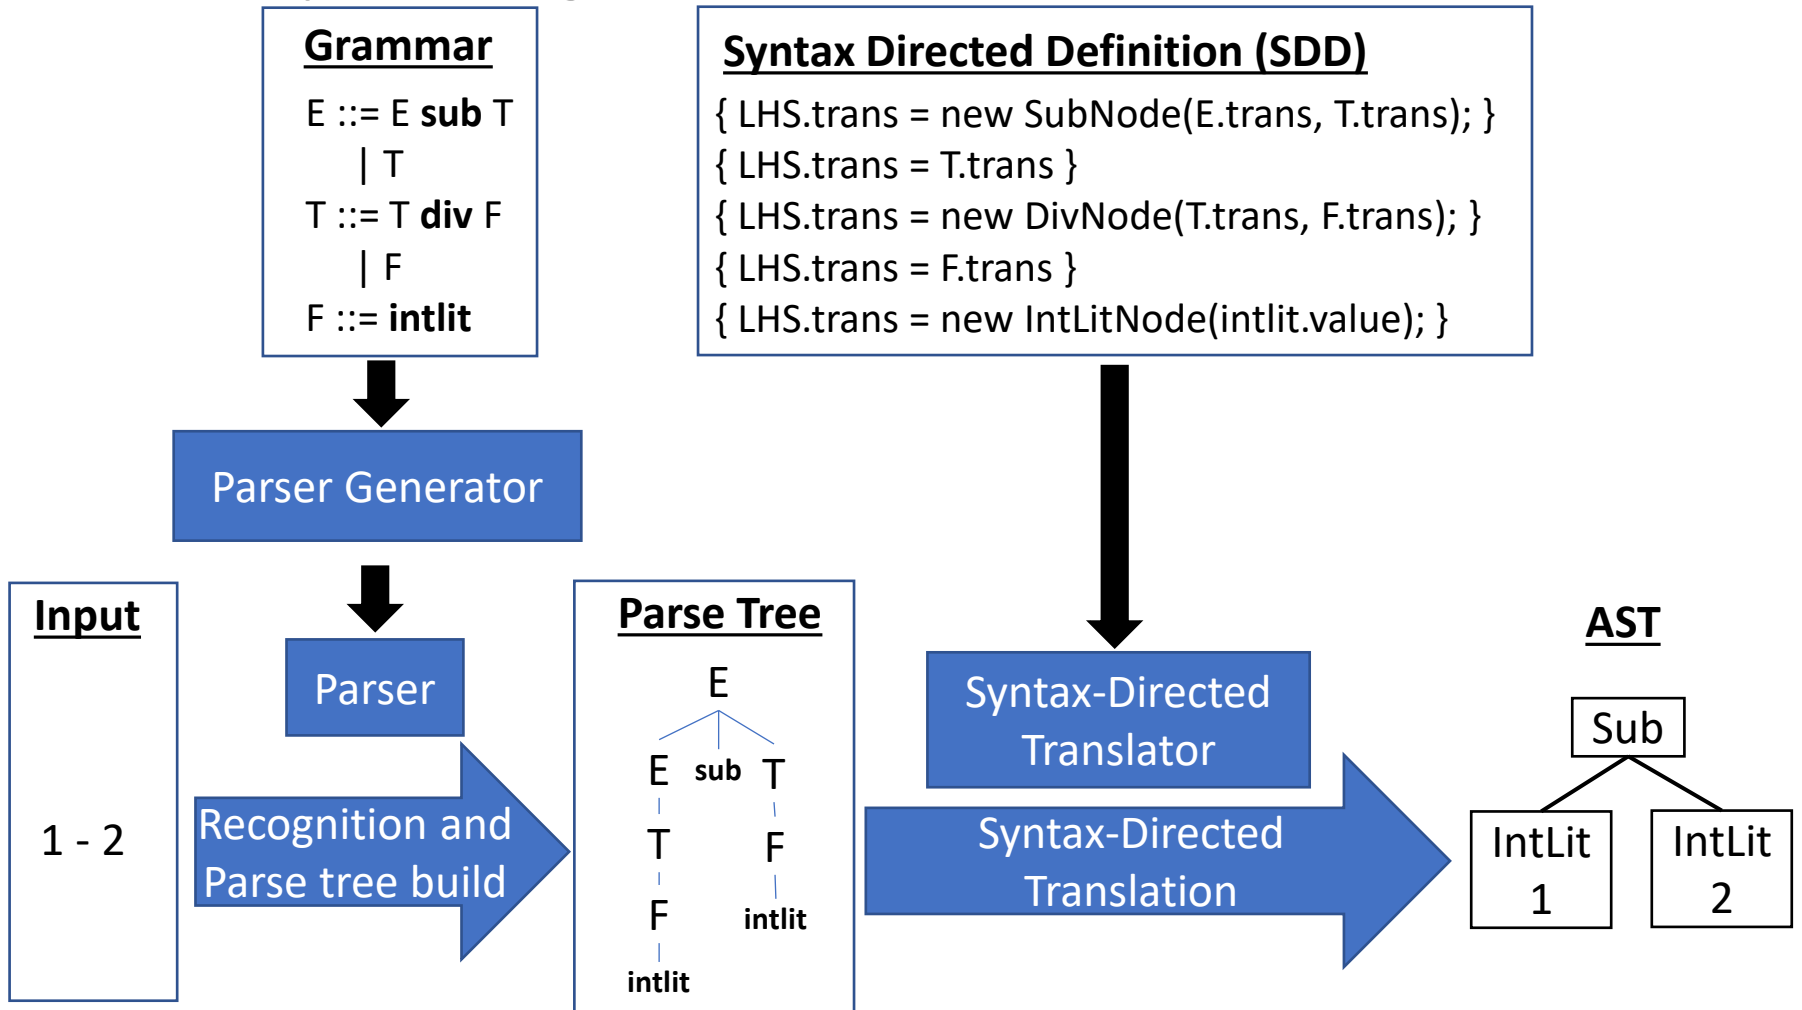 Grammar
E ::= E sub T
| T
T ::= T div F
| F
F ::= intlit
Syntax Directed Definition (SDD)
{ LHS.trans = new SubNode(E.trans, T.trans); }
{ LHS.trans = T.trans }
{ LHS.trans = new DivNode(T.trans, F.trans); }
{ LHS.trans = F.trans }
{ LHS.trans = new IntLitNode(intlit.value); }
Parser Generator
Input
1 - 2
Parser
Recognition and
Parse tree build
Parse Tree
E
E sub T
T F
F intlit
intlit
Syntax-Directed
Translator
Syntax-Directed
Translation
AST
Sub
IntLit
1
IntLit
2